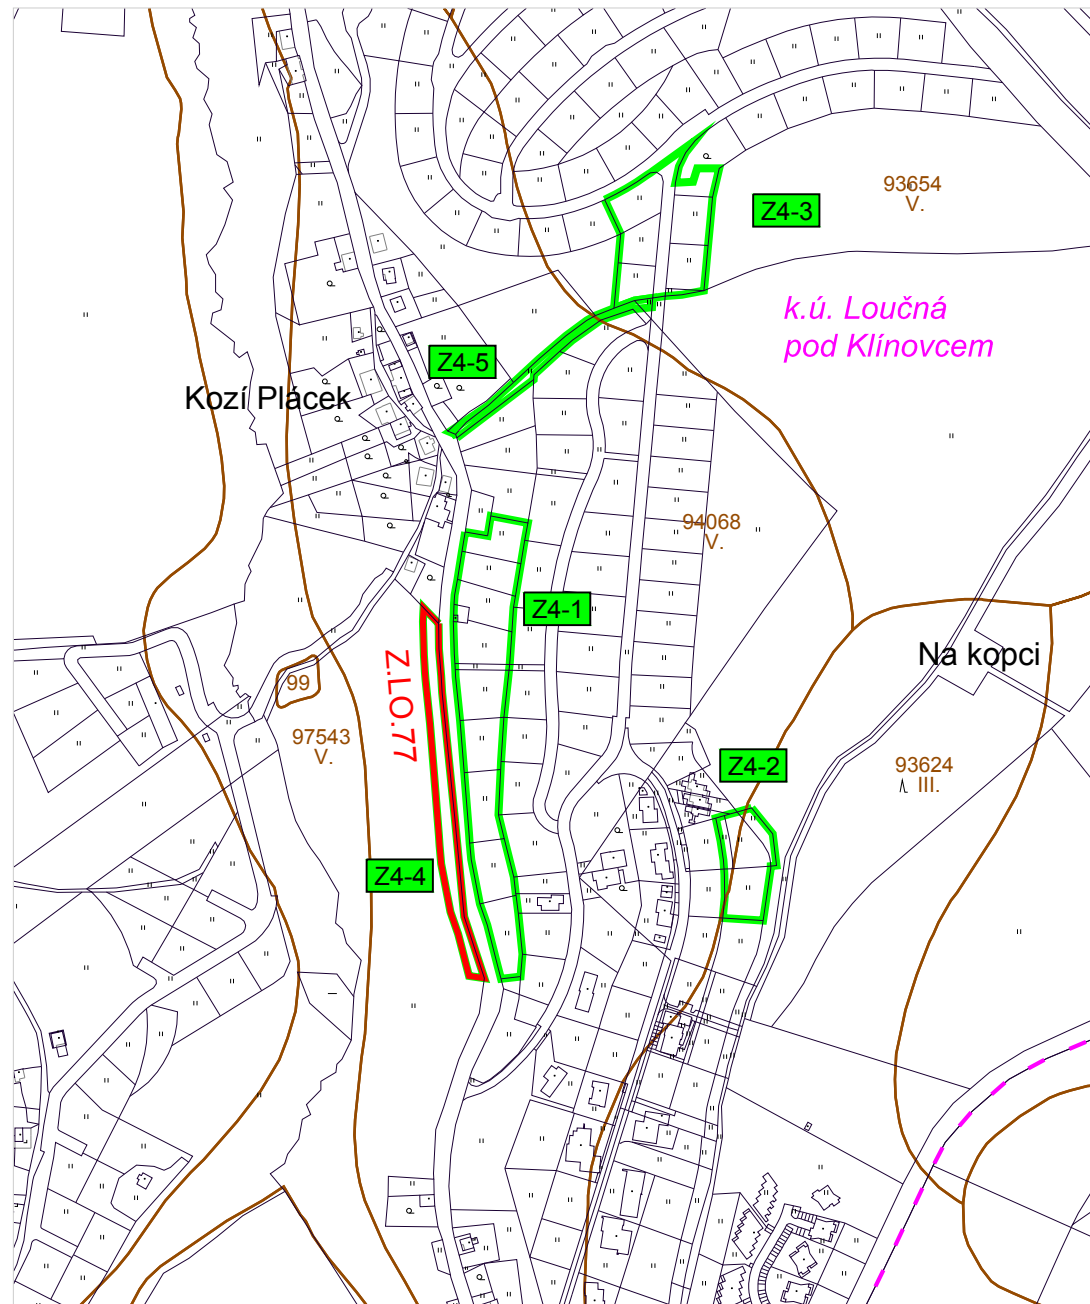 93654
V.
Z4-3
k.ú. Loučná
pod Klínovcem
Z4-5
Kozí Plácek
94068
V.
Z4-1
Na kopci
Z.LO.77
99
97543
V.
Z4-2
93624
III.
Z4-4